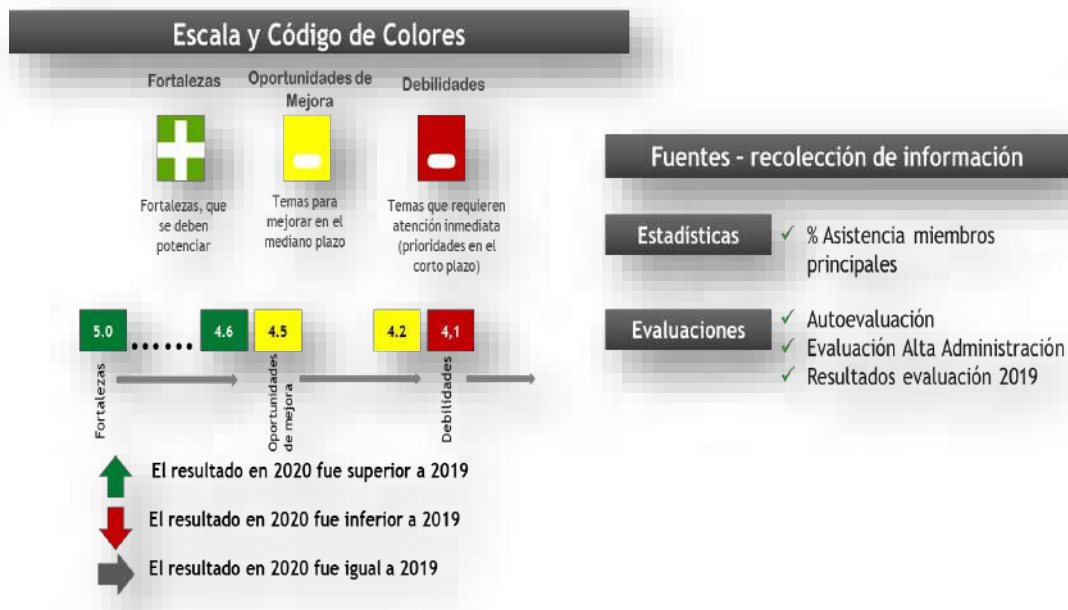 Escala y Código de Colores
Fortalezas
Oportunidades de
Mejora
Debilidades
Fortalezas, que
se deben
potenciar
Temas para
mejorar en el
mediano plazo
Temas que requieren
atención inmediata
(prioridades en el
corto plazo)
5.0
......
4.6
4.5
4.2
4,1
Fortalezas
Oportunidades
de mejora
Debilidades
El resultado en 2020 fue superior a 2019
El resultado en 2020 fue inferior a 2019
El resultado en 2020 fue igual a 2019
Fuentes - recolección de información
Estadísticas
✓ % Asistencia miembros
principales
Evaluaciones
✓ Autoevaluación
✓ Evaluación Alta Administración
✓ Resultados evaluación 2019